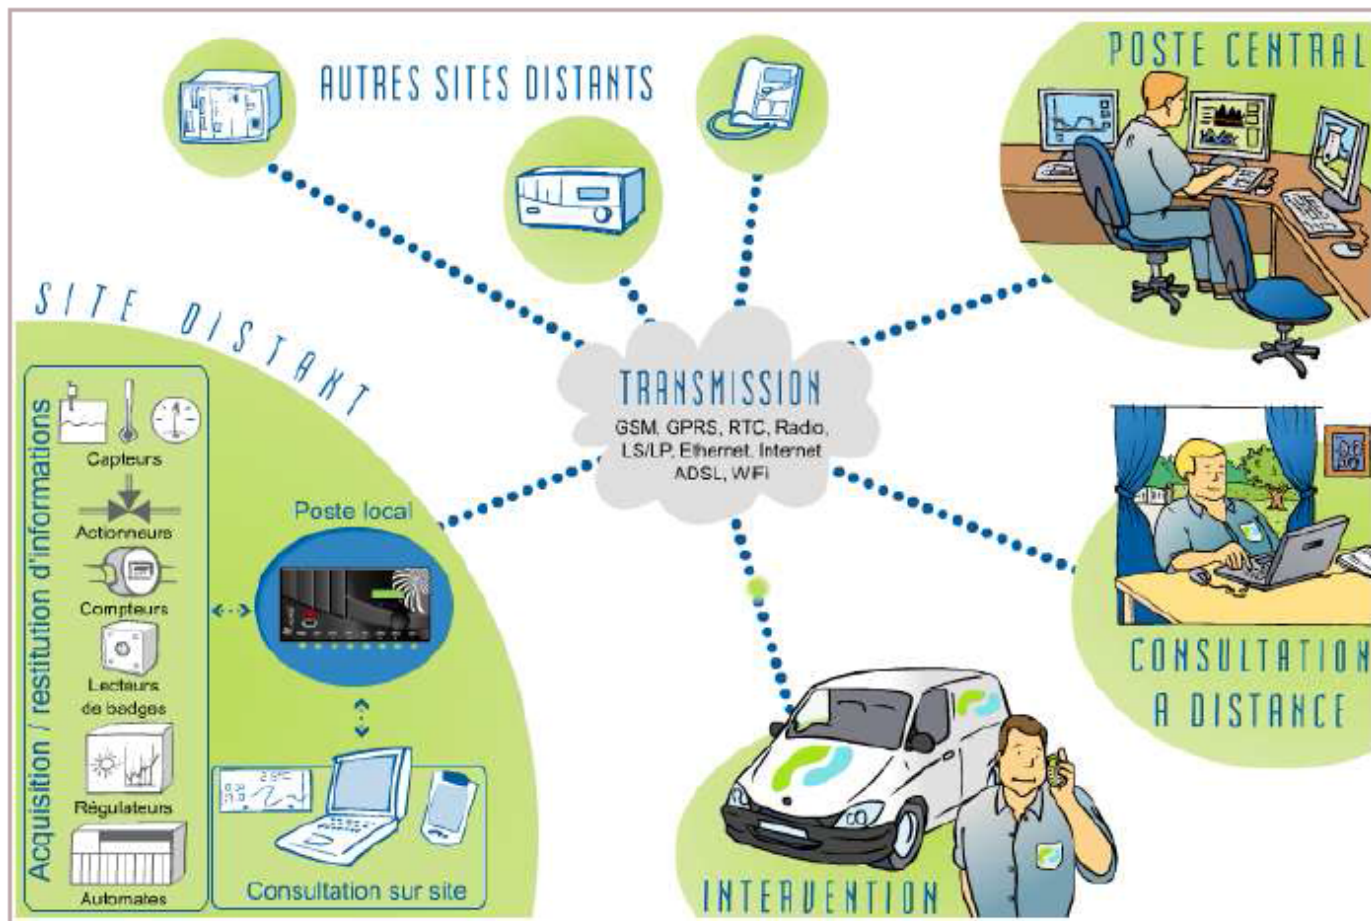 AUTRES SITES DISTANTS
POSTE CENTRAL
SITE DISTANT
TRANSMISSION
GSM, GPRS, RTC, Radio,
LS/LP, Ethernet, Internet
ADSL, WiFi
Acquisition / restitution d'informations
Capteurs
Actionneurs
Compteurs
Lecteurs
de badges
Régulateurs
Automates
Poste local
Consultation sur site
CONSULTATION
A DISTANCE
INTERVENTION